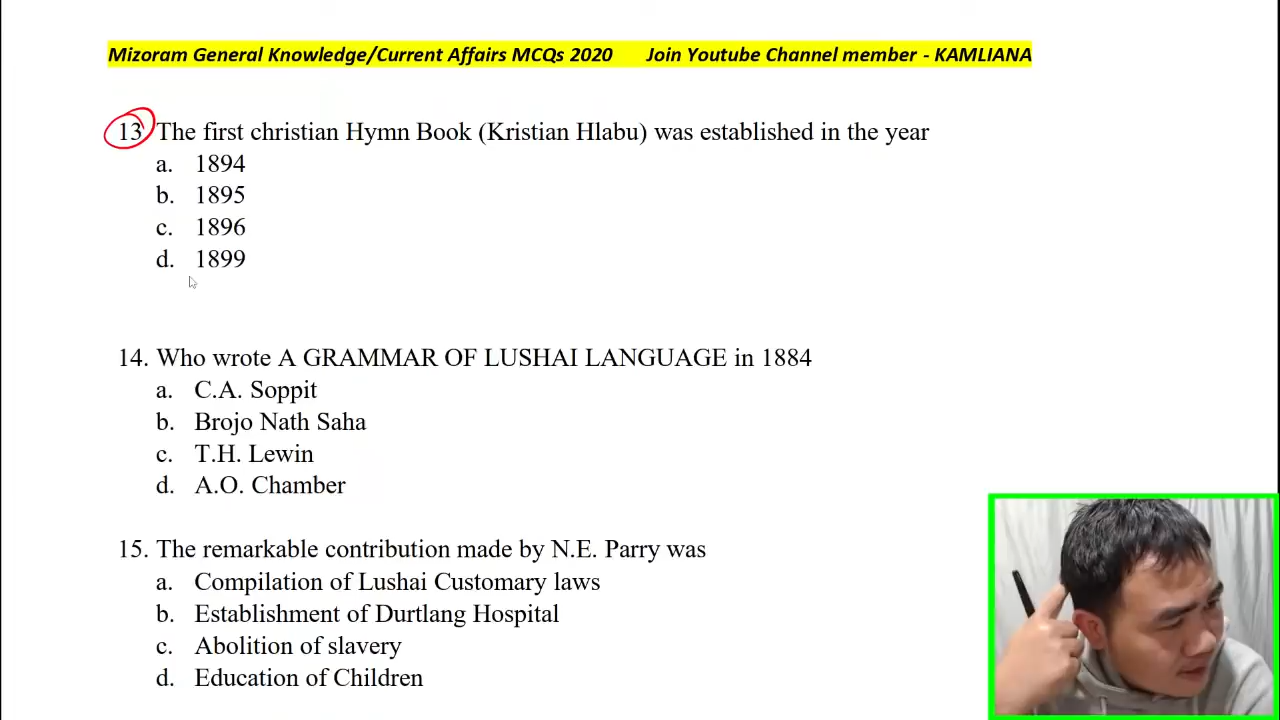 Mizoram General Knowledge/Current Affairs MCQs 2020 Join Youtube Channel member - KAMLIANA
13 The first christian Hymn Book (Kristian Hlabu) was established in the year
a. 1894
b. 1895
c. 1896
d. 1899
14. Who wrote A GRAMMAR OF LUSHAI LANGUAGE in 1884
a. C.A. Soppit
b. Brojo Nath Saha
c. T.H. Lewin
d. A.O. Chamber
15. The remarkable contribution made by N.E. Parry was
a. Compilation of Lushai Customary laws
b. Establishment of Durtlang Hospital
c. Abolition of slavery
d. Education of Children